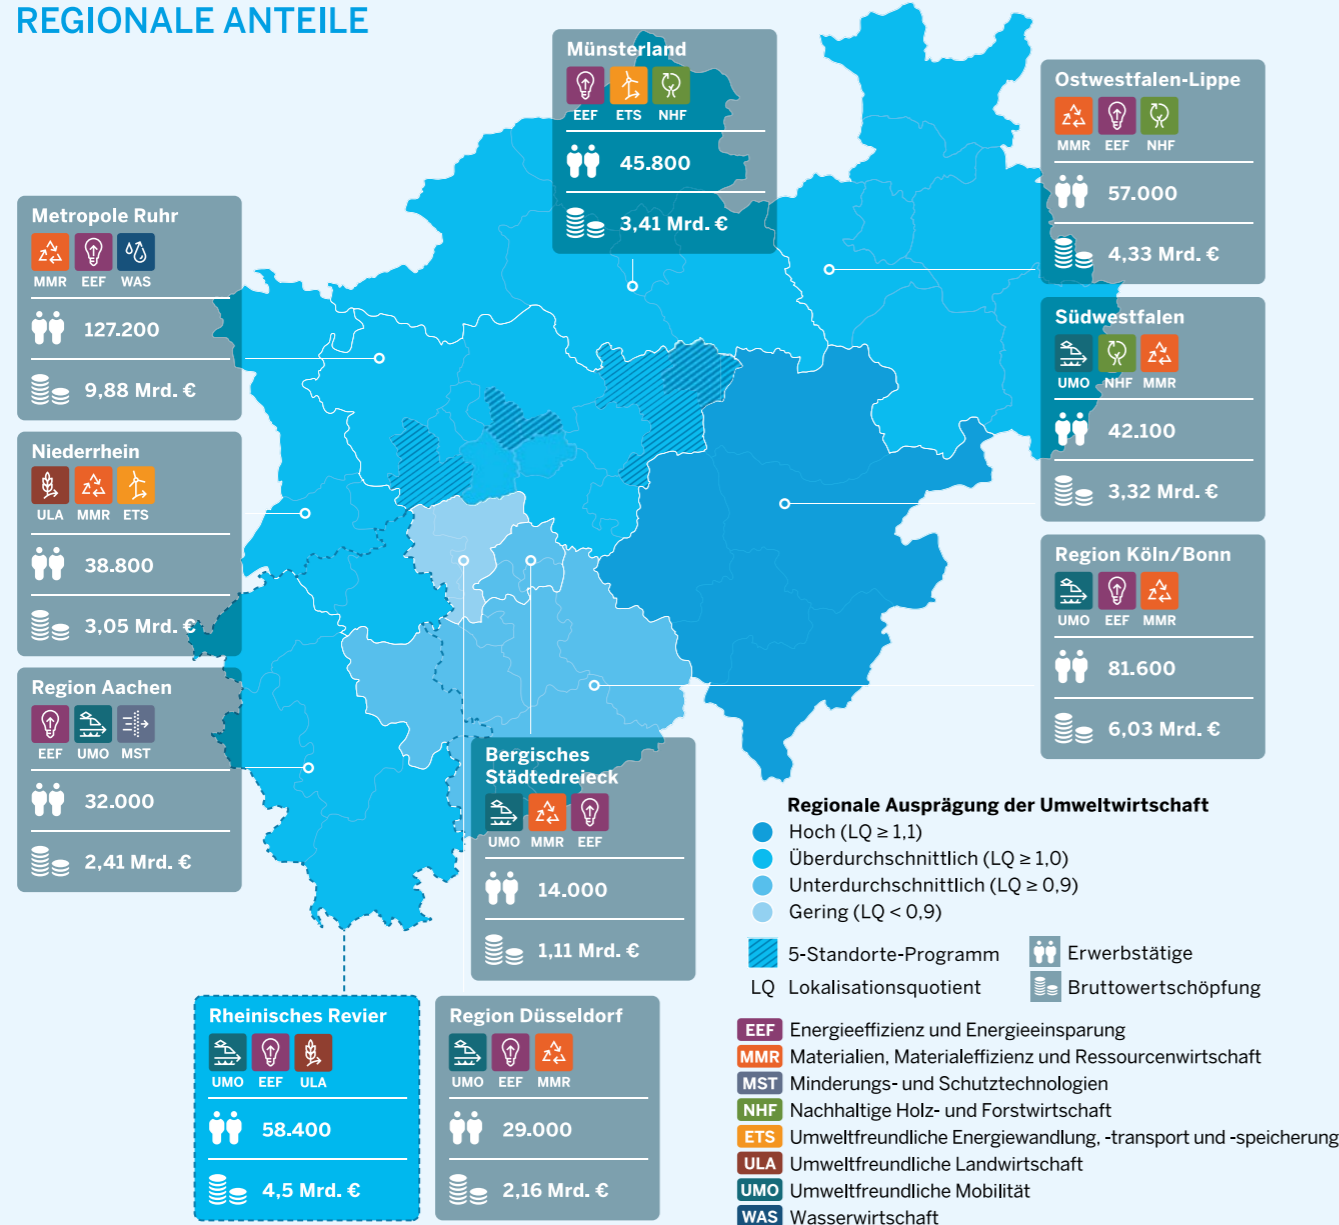 REGIONALE ANTEILE
Münsterland
EEF ETS NHF
45.800
3,41 Mrd. €
Ostwestfalen-Lippe
MMR EEF NHF
57.000
4,33 Mrd. €
Metropole Ruhr
MMR EEF WAS
127.200
9,88 Mrd. €
Südwestfalen
UMO NHF MMR
42.100
3,32 Mrd. €
Niederrhein
ULA MMR ETS
38.800
3,05 Mrd. €
Region Köln/Bonn
UMO EEF MMR
81.600
6,03 Mrd. €
Region Aachen
EEF UMO MST
32.000
2,41 Mrd. €
Bergisches
Städtedreieck
UMO MMR EEF
14.000
1,11 Mrd. €
Rheinisches Revier
UMO EEF ULA
58.400
4,5 Mrd. €
Region Düsseldorf
UMO EEF MMR
29.000
2,16 Mrd. €
Regionale Ausprägung der Umweltwirtschaft
Hoch (LQ ≥ 1,1)
Überdurchschnittlich (LQ ≥ 1,0)
Unterdurchschnittlich (LQ ≥ 0,9)
Gering (LQ < 0,9)
5-Standorte-Programm
Erwerbstätige
LQ Lokalisationsquotient
Bruttowertschöpfung
EEF Energieeffizienz und Energieeinsparung
MMR Materialien, Materialeffizienz und Ressourcenwirtschaft
MST Minderungs- und Schutztechnologien
NHF Nachhaltige Holz- und Forstwirtschaft
ETS Umweltfreundliche Energiewandlung, -transport und -speicherung
ULA Umweltfreundliche Landwirtschaft
UMO Umweltfreundliche Mobilität
WAS Wasserwirtschaft